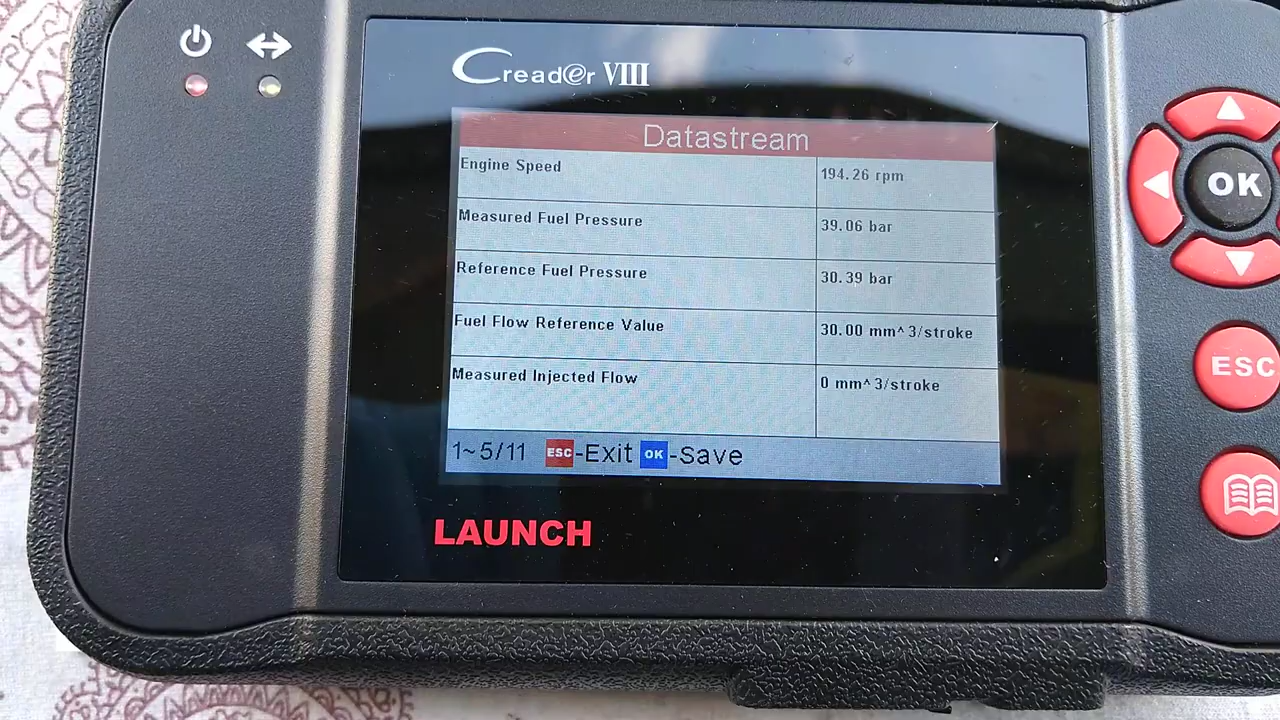 Cread@r VIII
Datastream
Engine Speed 194.26 rpm
Measured Fuel Pressure 39.06 bar
Reference Fuel Pressure 30.39 bar
Fuel Flow Reference Value 30.00 mm^3/stroke
Measured Injected Flow 0 mm^3/stroke
1~5/11 ESC-Exit OK-Save
LAUNCH
OK
ESC